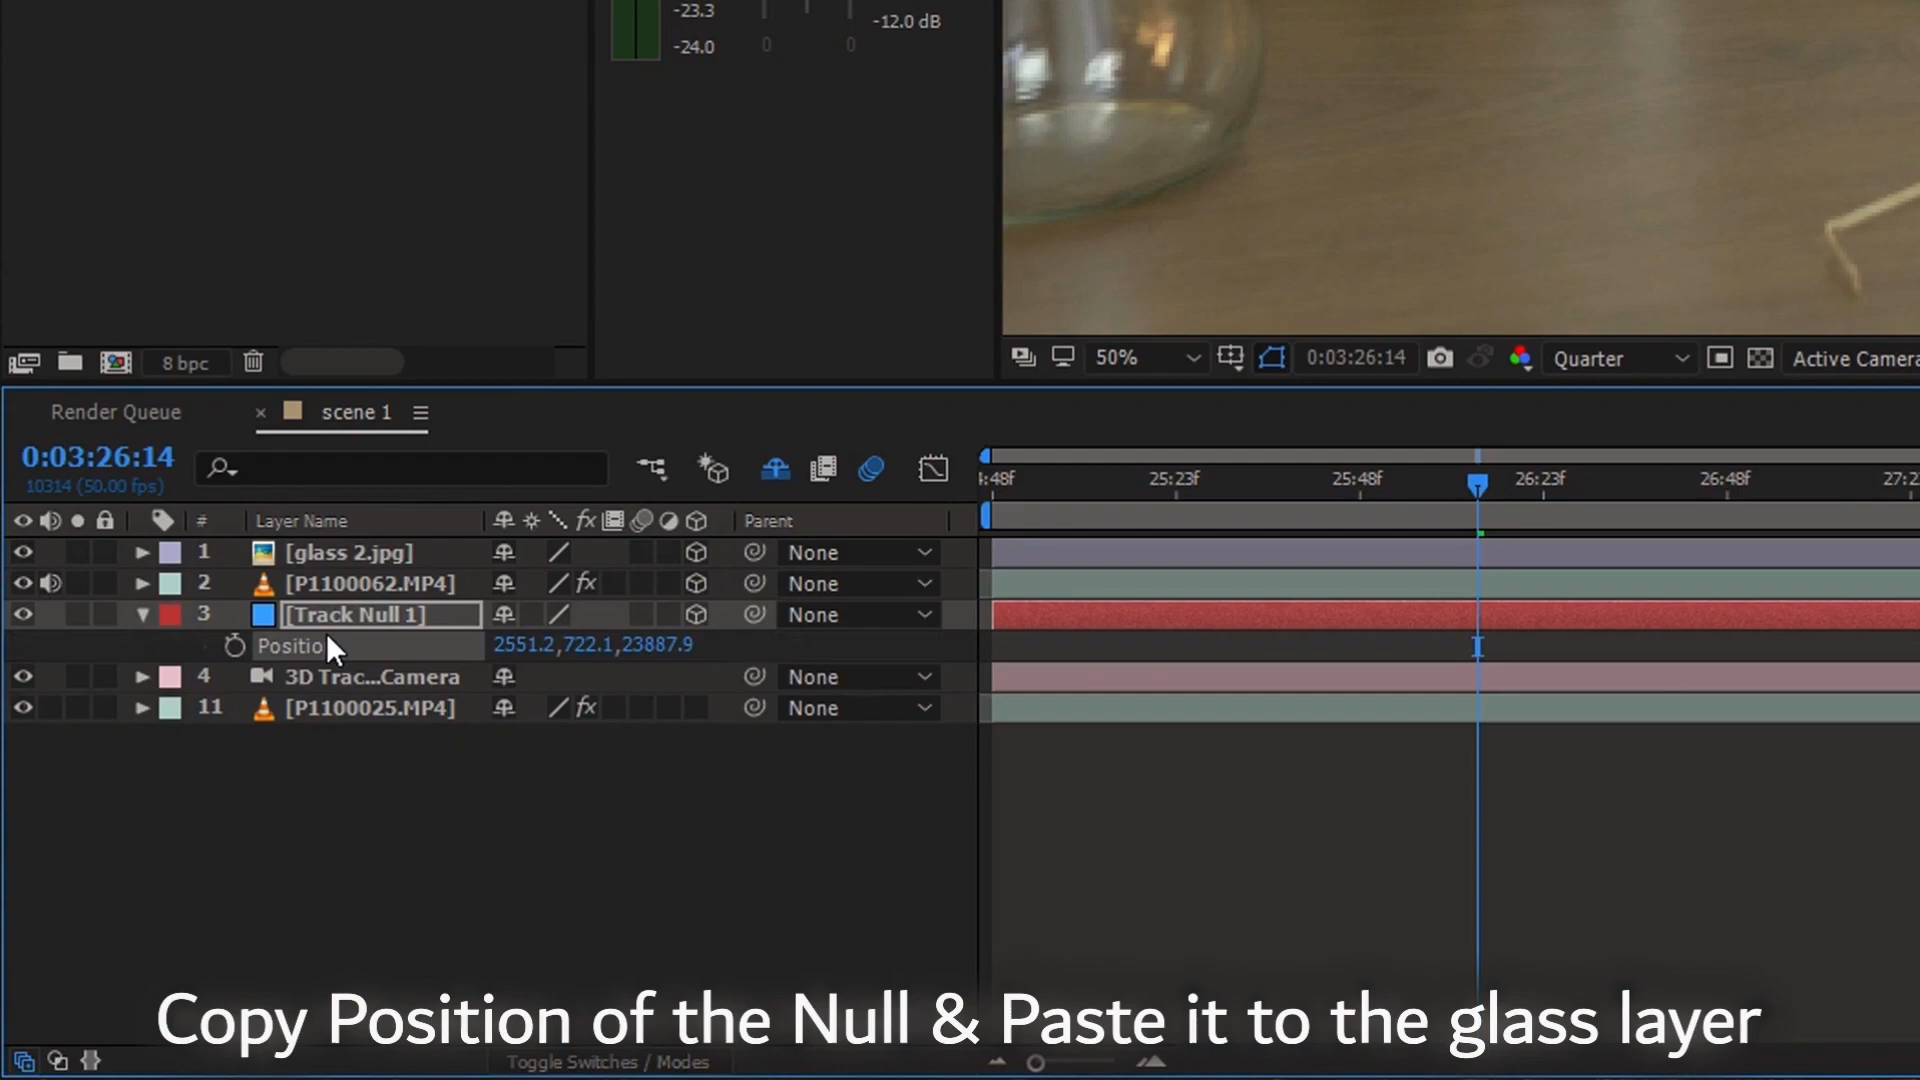 -23.3
-24.0
0 0
-12.0 dB
8 bpc
50%
0:03:26:14
Quarter
Active Camera
Render Queue
× scene 1
0:03:26:14
10314 (50.00 fps)
:48f 25:23f 25:48f 26:23f 26:48f 27:2
# Layer Name fx Parent
1 [glass 2.jpg] None
2 [P1100062.MP4] fx None
3 [Track Null 1] None
Positio 2551.2,722.1,23887.9
4 3D Trac...Camera None
11 [P1100025.MP4] fx None
Copy Position of the Null & Paste it to the glass layer
Toggle Switches / Modes